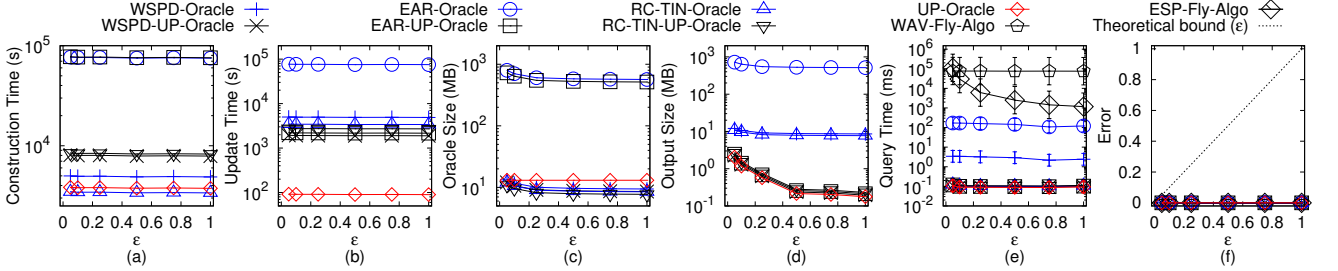 WSPD-Oracle EAR-Oracle RC-TIN-Oracle UP-Oracle ESP-Fly-Algo
WSPD-UP-Oracle EAR-UP-Oracle RC-TIN-UP-Oracle WAV-Fly-Algo Theoretical bound (ε)
Construction Time (s)
10^5
10^4
0 0.2 0.4 0.6 0.8 1
ε
(a)
Update Time (s)
10^5
10^4
10^3
10^2
0 0.2 0.4 0.6 0.8 1
ε
(b)
Oracle Size (MB)
10^3
10^2
10^1
0 0.2 0.4 0.6 0.8 1
ε
(c)
Output Size (MB)
10^3
10^2
10^1
10^0
10^-1
0 0.2 0.4 0.6 0.8 1
ε
(d)
Query Time (ms)
10^6
10^5
10^4
10^3
10^2
10^1
10^0
10^-1
10^-2
0 0.2 0.4 0.6 0.8 1
ε
(e)
Error
1
0.8
0.6
0.4
0.2
0
0 0.2 0.4 0.6 0.8 1
ε
(f)